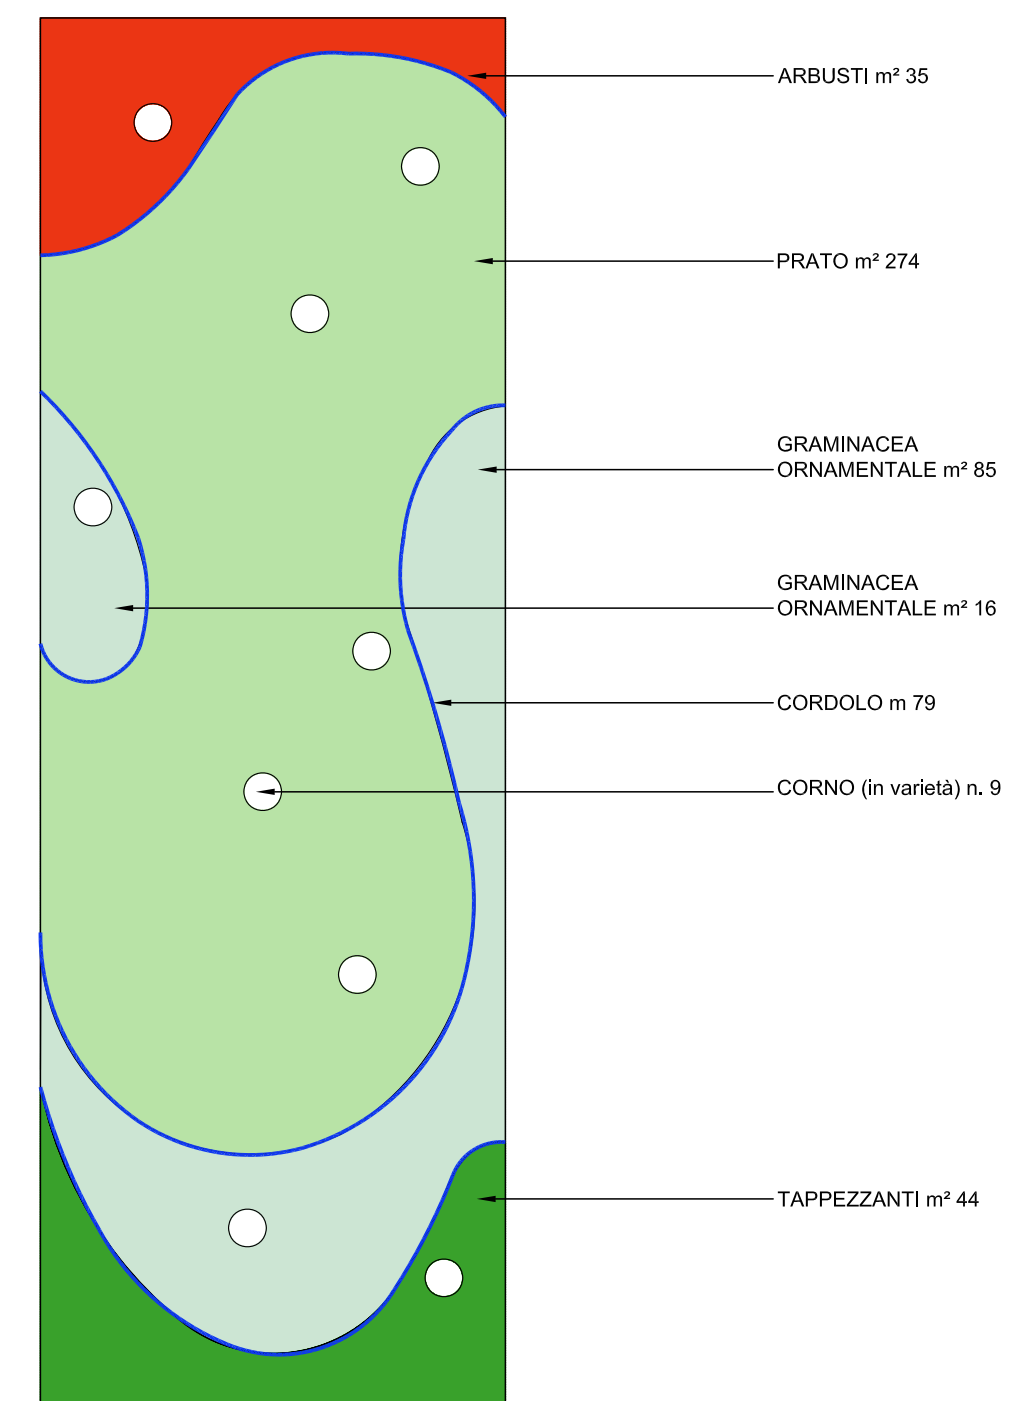 ARBUSTI m² 35
PRATO m² 274
GRAMINACEA
ORNAMENTALE m² 85
GRAMINACEA
ORNAMENTALE m² 16
CORDOLO m 79
CORNO (in varietà) n. 9
TAPPEZZANTI m² 44